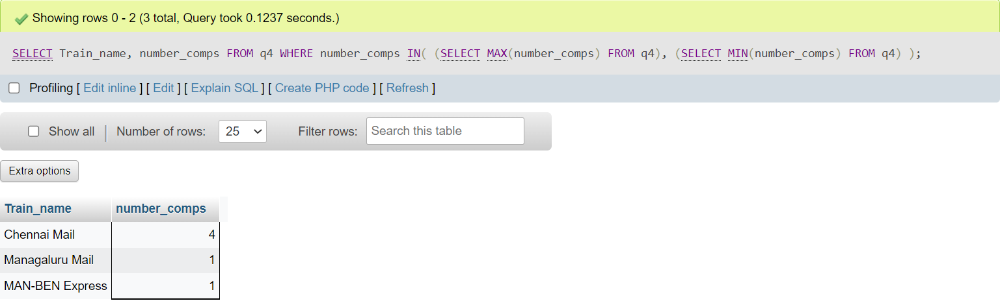 Showing rows 0 - 2 (3 total, Query took 0.1237 seconds.)
SELECT Train_name, number_comps FROM q4 WHERE number_comps IN( (SELECT MAX(number_comps) FROM q4), (SELECT MIN(number_comps) FROM q4) );
Profiling [ Edit inline ] [ Edit ] [ Explain SQL ] [ Create PHP code ] [ Refresh ]
Show all | Number of rows: 25 Filter rows: Search this table
Extra options
Train_name number_comps
Chennai Mail 4
Managaluru Mail 1
MAN-BEN Express 1